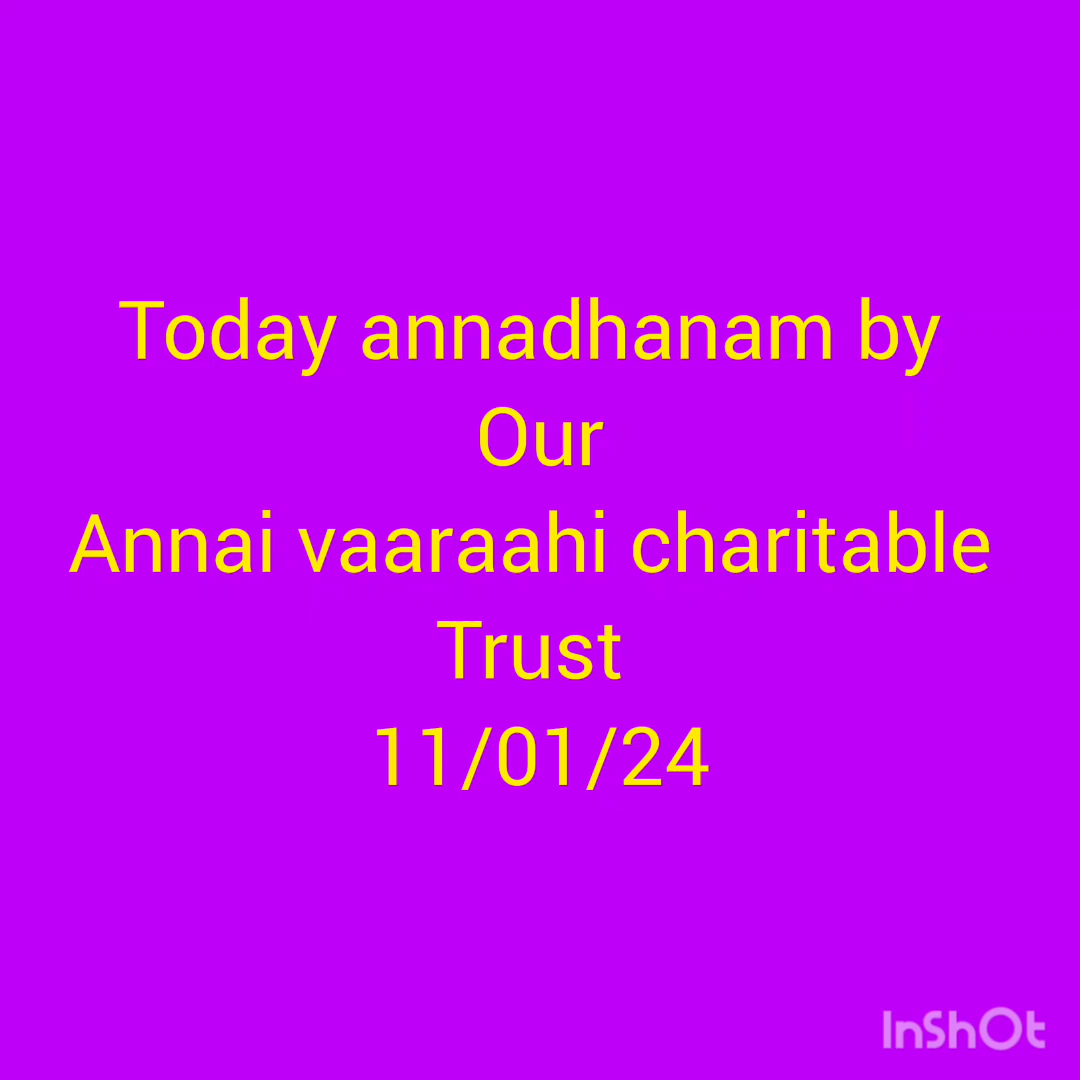 Today annadhanam by
Our
Annai vaaraahi charitable
Trust
11/01/24
InShOt